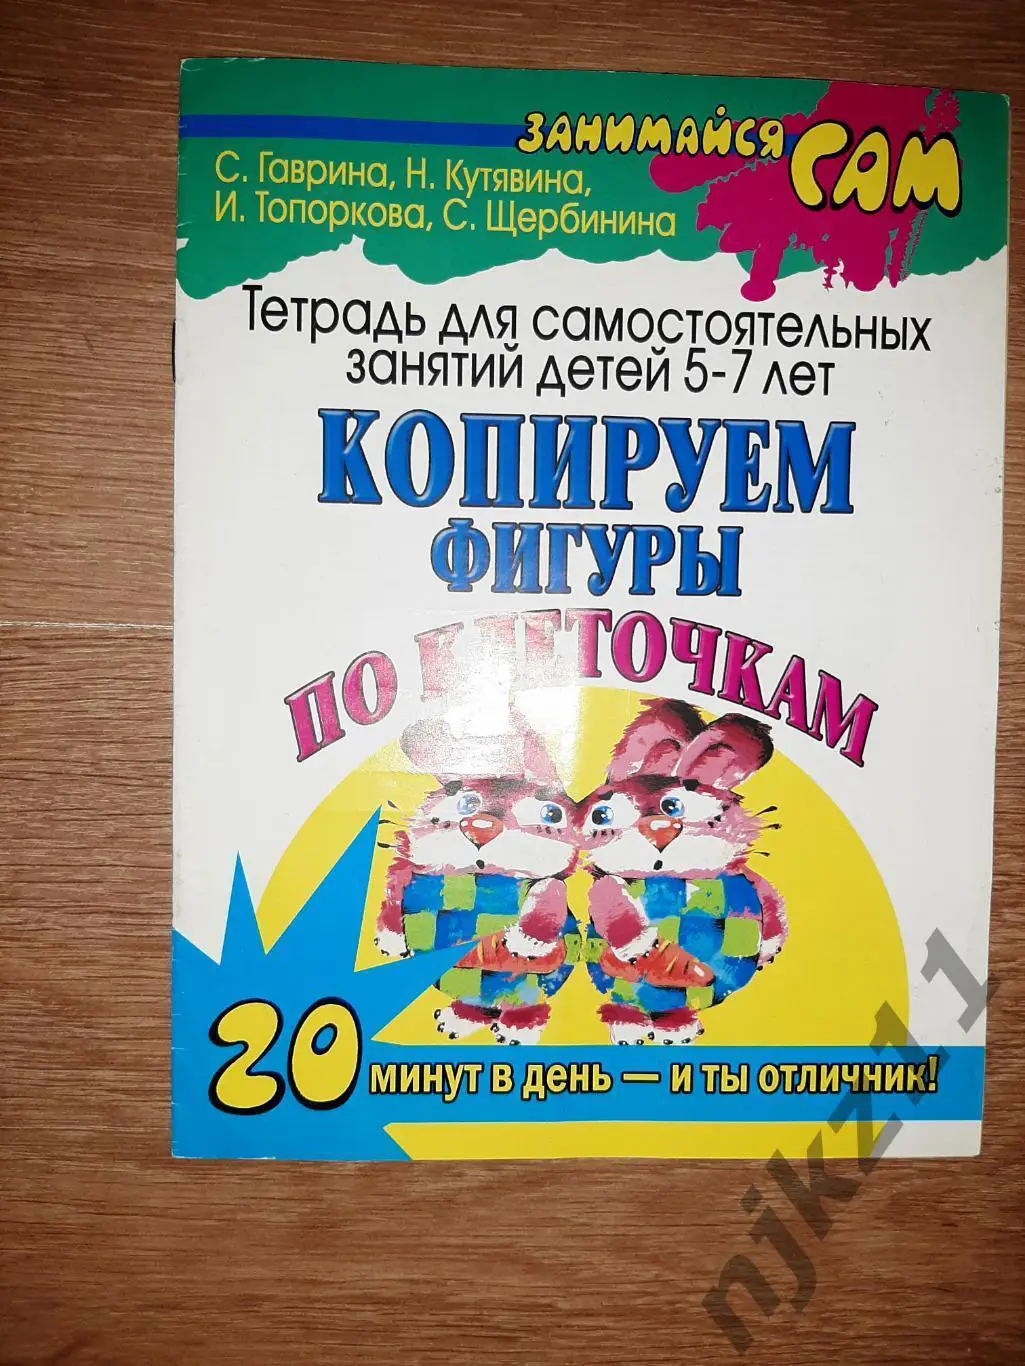 ЗАНИМАЙСЯ САМ
С. Гаврина, Н. Кутявина,
И. Топоркова, С. Щербинина
Тетрадь для самостоятельных
занятий детей 5-7 лет
КОПИРУЕМ
ФИГУРЫ
ПО КЛЕТОЧКАМ
20 минут в день — и ты отличник!
njkz11